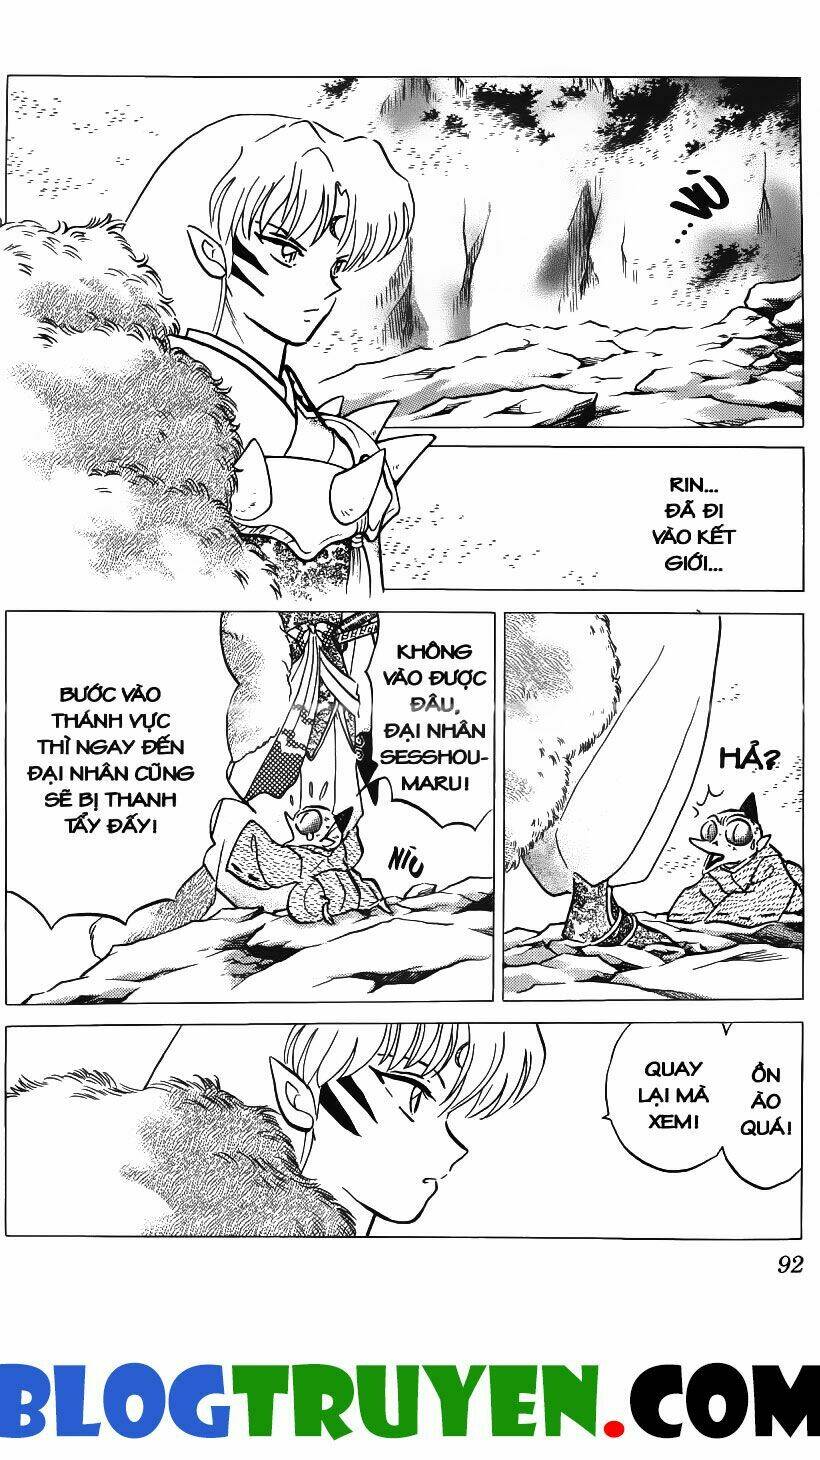 VÙ
...
RIN...
ĐÃ ĐI
VÀO KẾT
GIỚI...
HẢ?
KHÔNG
VÀO ĐƯỢC
ĐÂU,
ĐẠI NHÂN
SESSHOU-
MARU!
BƯỚC VÀO
THÁNH VỰC
THÌ NGAY ĐẾN
ĐẠI NHÂN CŨNG
SẼ BỊ THANH
TẨY ĐẤY!
NÍU
ỒN
ÀO
QUÁ!
QUAY
LẠI MÀ
XEM!
92
BLOGTRUYEN.COM